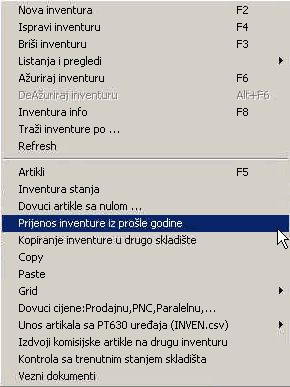 Nova inventura F2
Ispravi inventuru F4
Briši inventuru F3
Listanja i pregledi
Ažuriraj inventuru F6
DeAžuriraj inventuru Alt+F6
Inventura info F8
Traži inventure po ...
Refresh
Artikli F5
Inventura stanja
Dovuci artikle sa nulom ...
Prijenos inventure iz prošle godine
Kopiranje inventure u drugo skladište
Copy
Paste
Grid
Dovuci cijene:Prodajnu,PNC,Paralelnu,...
Unos artikala sa PT630 uređaja (INVEN.csv)
Izdvoji komisijske artikle na drugu inventuru
Kontrola sa trenutnim stanjem skladišta
Vezni dokumenti